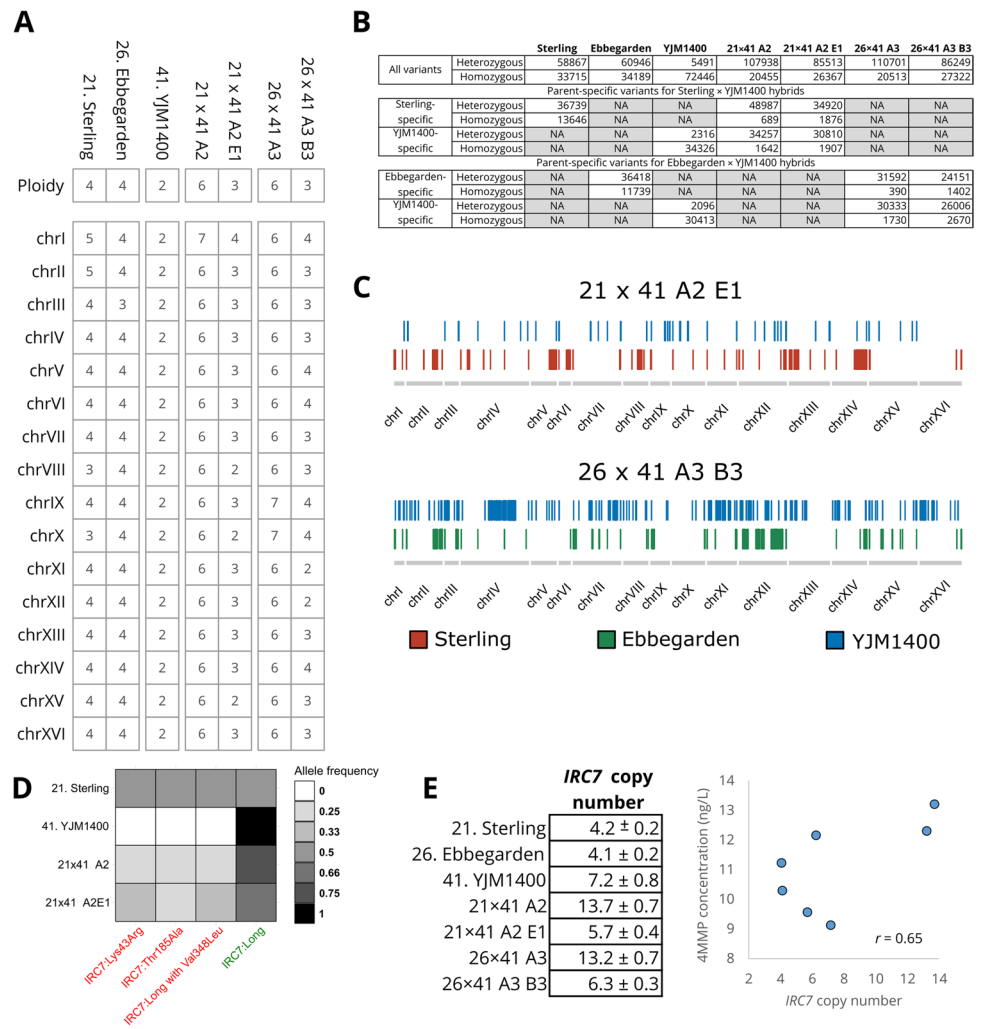 A
21. Sterling
26. Ebbegarden
41. YJM1400
21 x 41 A2
21 x 41 A2 E1
26 x 41 A3
26 x 41 A3 B3
Ploidy 4 4 2 6 3 6 3
chrI 5 4 2 7 4 6 4
chrII 5 4 2 6 3 6 3
chrIII 4 3 2 6 3 6 3
chrIV 4 4 2 6 3 6 3
chrV 4 4 2 6 3 6 4
chrVI 4 4 2 6 3 6 4
chrVII 4 4 2 6 3 6 3
chrVIII 3 4 2 6 2 6 3
chrIX 4 4 2 6 3 7 4
chrX 3 4 2 6 2 7 4
chrXI 4 4 2 6 3 6 2
chrXII 4 4 2 6 3 6 2
chrXIII 4 4 2 6 3 6 3
chrXIV 4 4 2 6 3 6 4
chrXV 4 4 2 6 2 6 3
chrXVI 4 4 2 6 3 6 3
B
Sterling Ebbegarden YJM1400 21×41 A2 21×41 A2 E1 26×41 A3 26×41 A3 B3
All variants Heterozygous 58867 60946 5491 107938 85513 110701 86249
Homozygous 33715 34189 72446 20455 26367 20513 27322
Parent-specific variants for Sterling × YJM1400 hybrids
Sterling- Heterozygous 36739 NA NA 48987 34920 NA NA
specific Homozygous 13646 NA NA 689 1876 NA NA
YJM1400- Heterozygous NA NA 2316 34257 30810 NA NA
specific Homozygous NA NA 34326 1642 1907 NA NA
Parent-specific variants for Ebbegarden × YJM1400 hybrids
Ebbegarden- Heterozygous NA 36418 NA NA NA 31592 24151
specific Homozygous NA 11739 NA NA NA 390 1402
YJM1400- Heterozygous NA NA 2096 NA NA 30333 26006
specific Homozygous NA NA 30413 NA NA 1730 2670
C
21 x 41 A2 E1
chrI chrII chrIII chrIV chrV chrVI chrVII chrVIII chrIX chrX chrXI chrXII chrXIII chrXIV chrXV chrXVI
26 x 41 A3 B3
chrI chrII chrIII chrIV chrV chrVI chrVII chrVIII chrIX chrX chrXI chrXII chrXIII chrXIV chrXV chrXVI
Sterling Ebbegarden YJM1400
D
21. Sterling
41. YJM1400
21x41 A2
21x41 A2E1
IRC7:Lys43Arg
IRC7:Thr185Ala
IRC7:Long with Val348Leu
IRC7:Long
Allele frequency
0
0.25
0.33
0.5
0.66
0.75
1
E
IRC7 copy
number
21. Sterling 4.2 ± 0.2
26. Ebbegarden 4.1 ± 0.2
41. YJM1400 7.2 ± 0.8
21×41 A2 13.7 ± 0.7
21×41 A2 E1 5.7 ± 0.4
26×41 A3 13.2 ± 0.7
26×41 A3 B3 6.3 ± 0.3
4MMP concentration (ng/L)
14
13
12
11
10
9
8
r = 0.65
2 4 6 8 10 12 14
IRC7 copy number